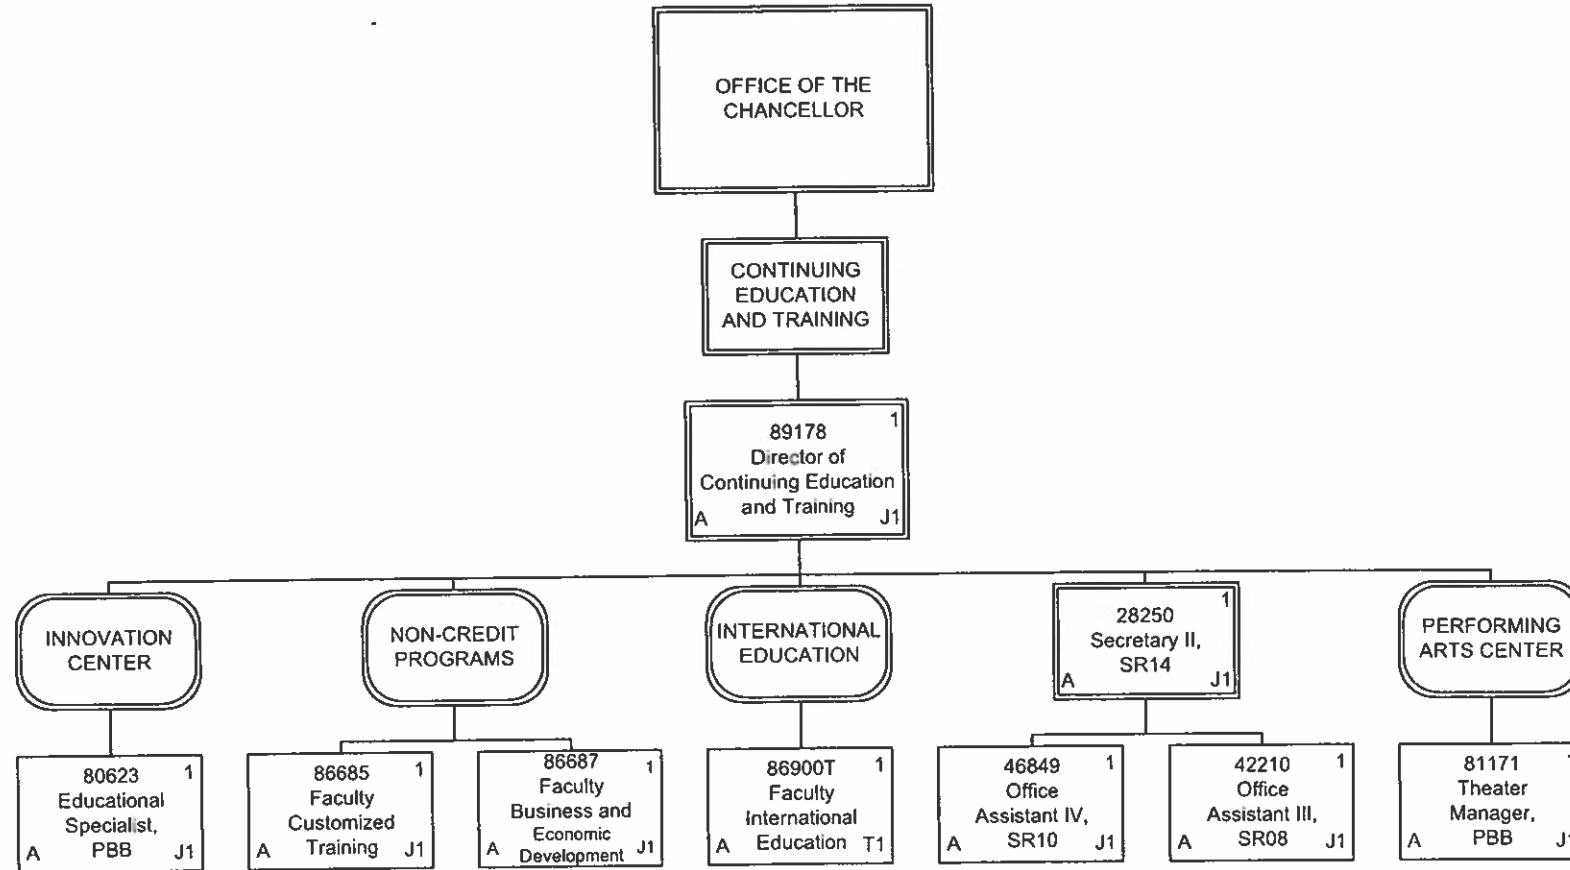 OFFICE OF THE
CHANCELLOR
CONTINUING
EDUCATION
AND TRAINING
1
89178
Director of
Continuing Education
and Training
A J1
INNOVATION
CENTER
NON-CREDIT
PROGRAMS
INTERNATIONAL
EDUCATION
1
28250
Secretary II,
SR14
A J1
PERFORMING
ARTS CENTER
80623 1
Educational
Specialist,
PBB
A J1
86685 1
Faculty
Customized
Training
A J1
86687 1
Faculty
Business and
Economic
Development
A J1
86900T 1
Faculty
International
Education
A T1
46849 1
Office
Assistant IV,
SR10
A J1
42210 1
Office
Assistant III,
SR08
A J1
81171 1
Theater
Manager,
PBB
A J1